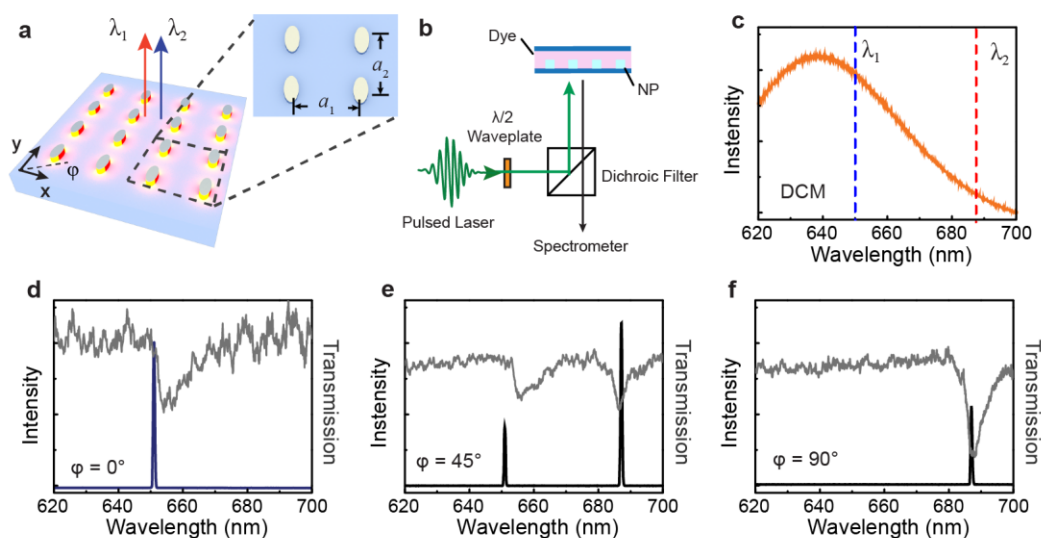 a
λ₁
λ₂
a₂
a₁
y
φ
x
b
Dye
NP
λ/2
Waveplate
Dichroic Filter
Pulsed Laser
Spectrometer
c
λ₁
λ₂
Instensity
DCM
620 640 660 680 700
Wavelength (nm)
d
Intensity
Transmission
φ = 0°
620 640 660 680 700
Wavelength (nm)
e
Intensity
Transmission
φ = 45°
620 640 660 680 700
Wavelength (nm)
f
Intensity
Transmission
φ = 90°
620 640 660 680 700
Wavelength (nm)